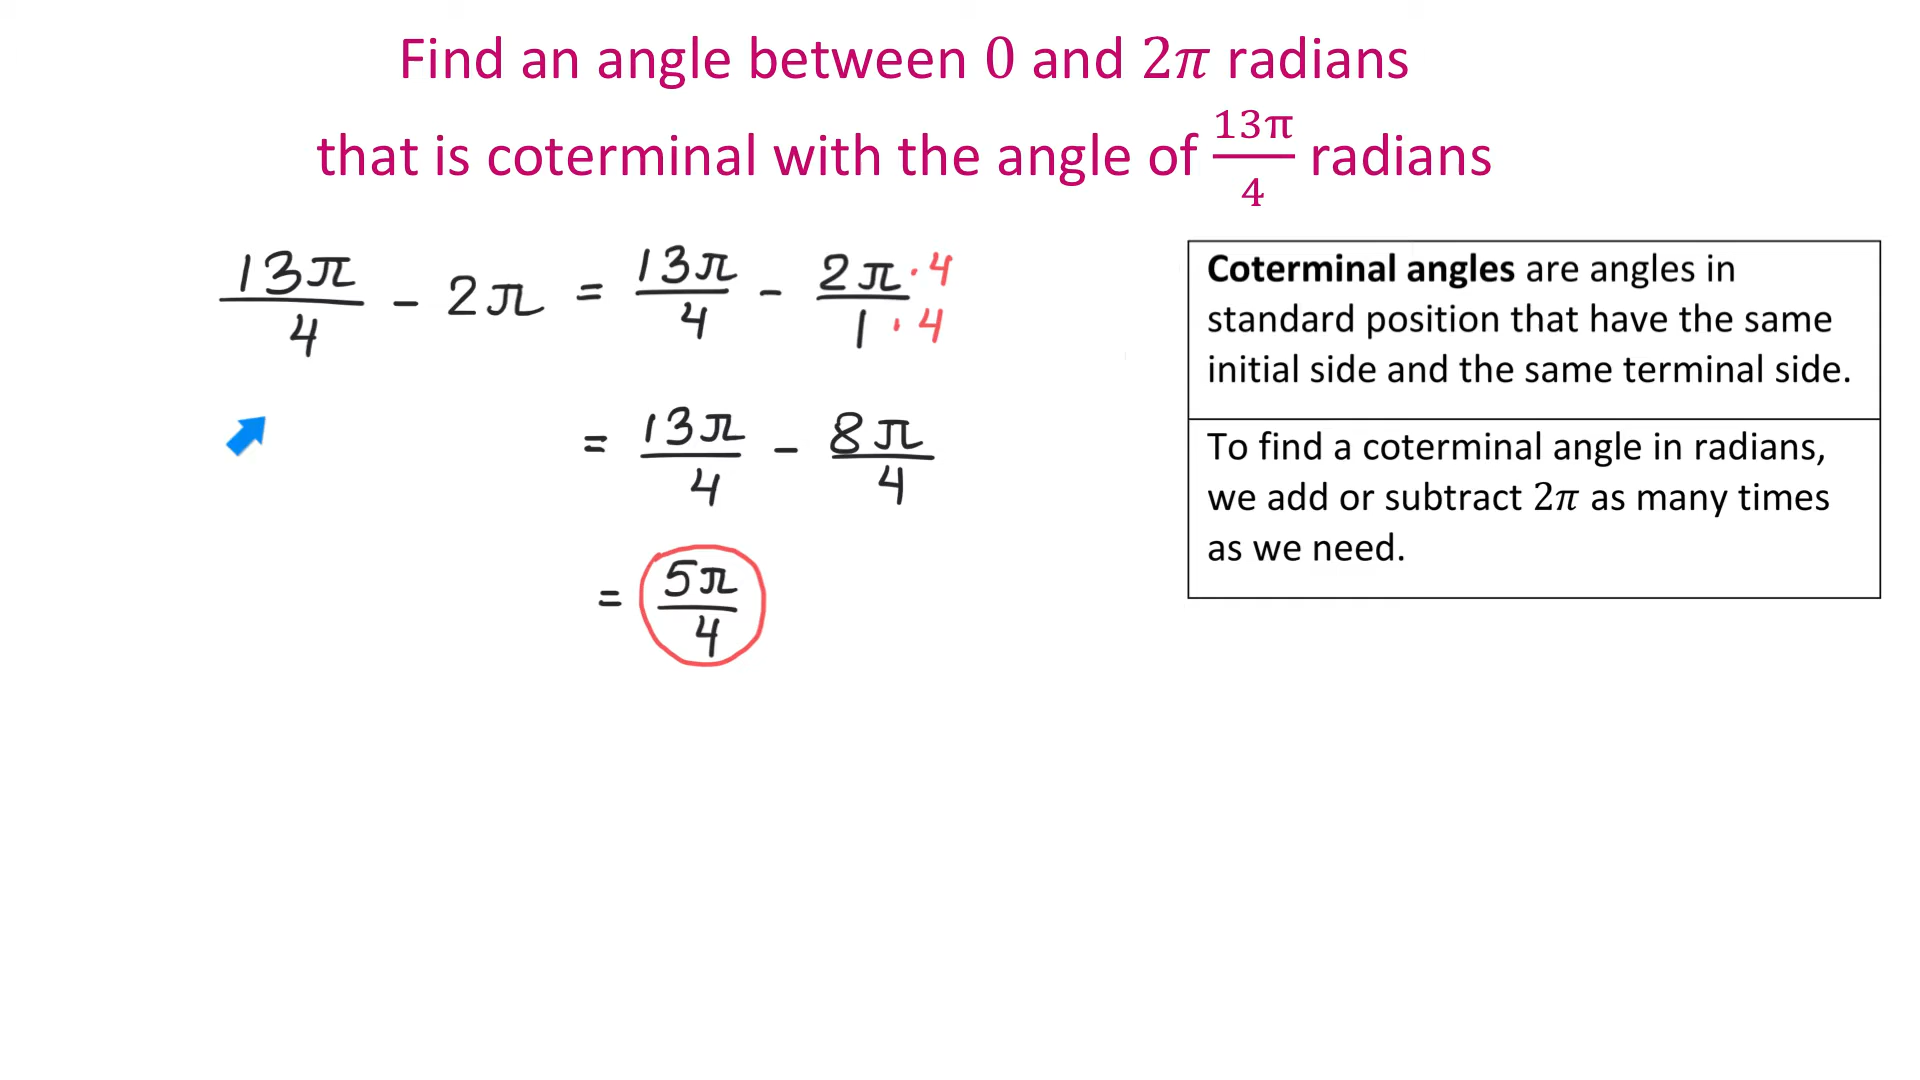 Find an angle between 0 and 2π radians
that is coterminal with the angle of 13π/4 radians
13π/4 - 2π = 13π/4 - 2π·4/1·4
= 13π/4 - 8π/4
= 5π/4
Coterminal angles are angles in
standard position that have the same
initial side and the same terminal side.
To find a coterminal angle in radians,
we add or subtract 2π as many times
as we need.